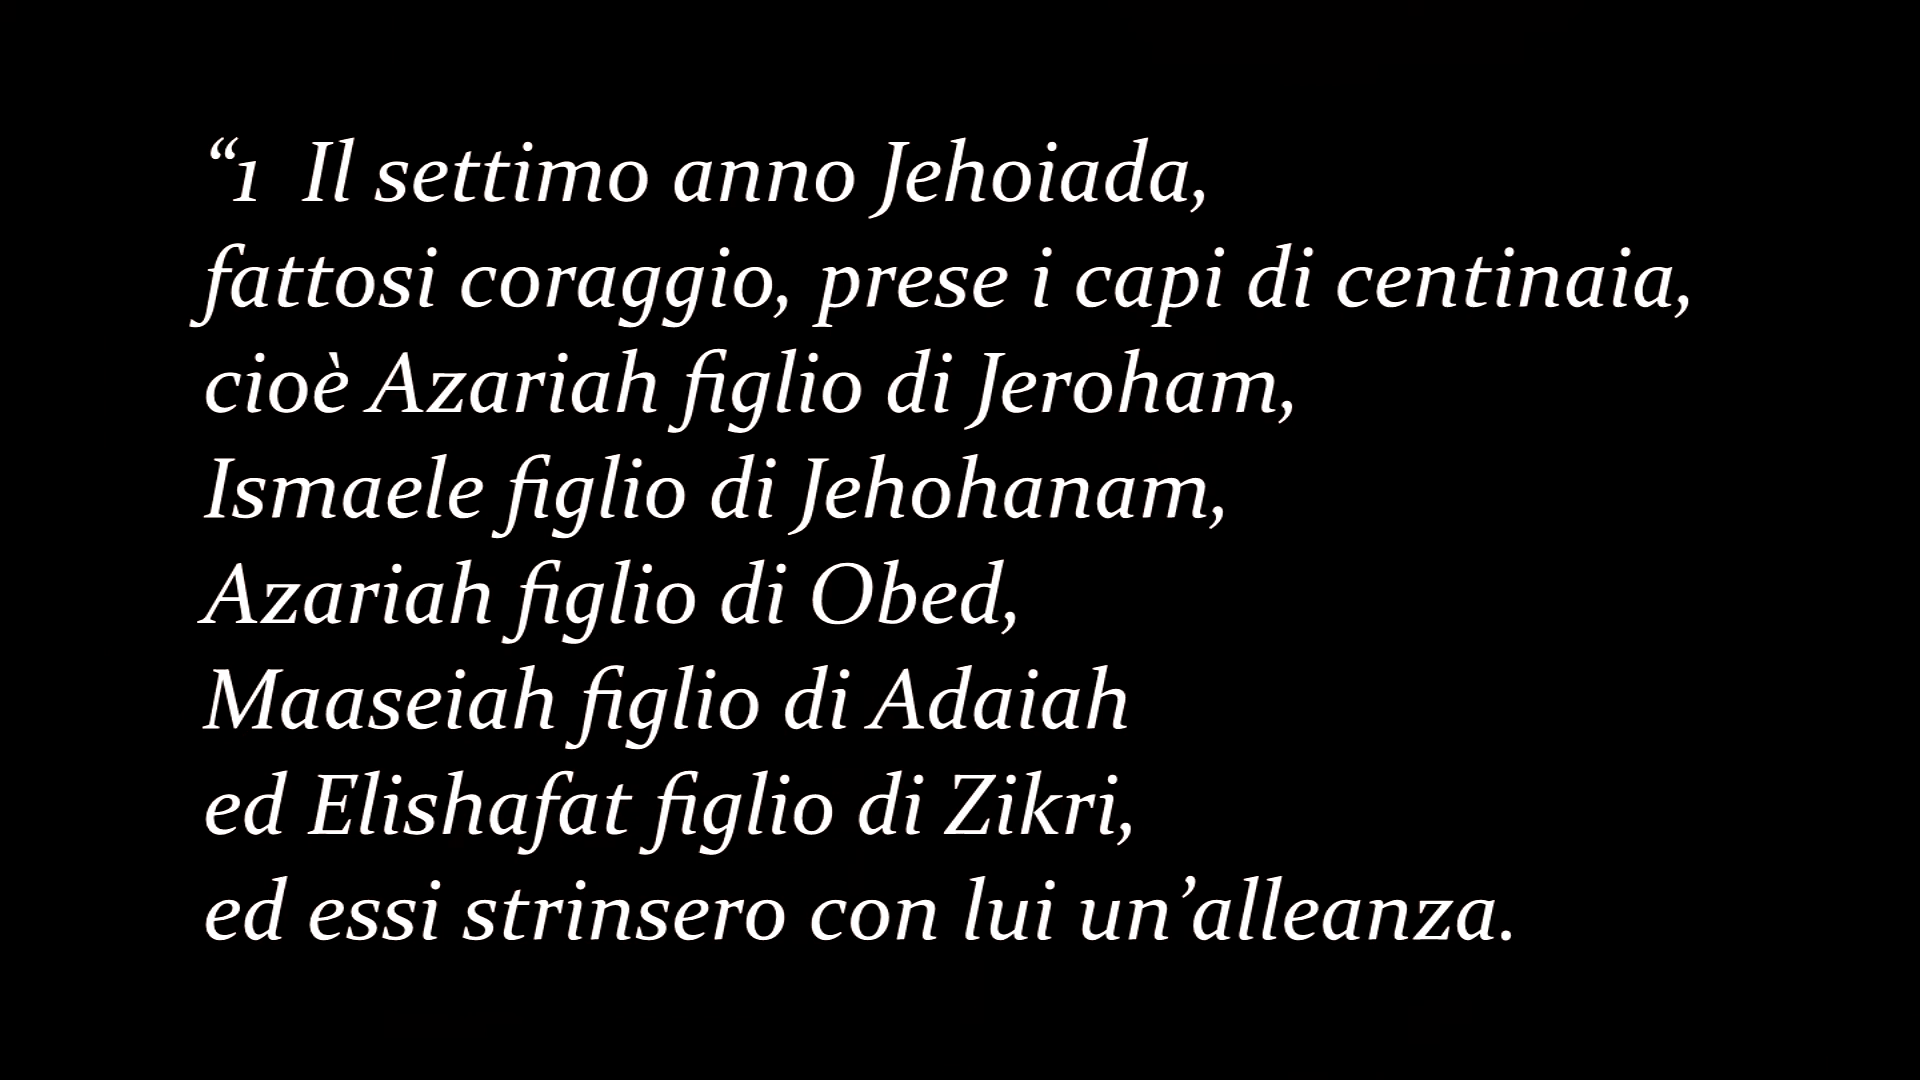 “1 Il settimo anno Jehoiada,
fattosi coraggio, prese i capi di centinaia,
cioè Azariah figlio di Jeroham,
Ismaele figlio di Jehohanam,
Azariah figlio di Obed,
Maaseiah figlio di Adaiah
ed Elishafat figlio di Zikri,
ed essi strinsero con lui un’alleanza.